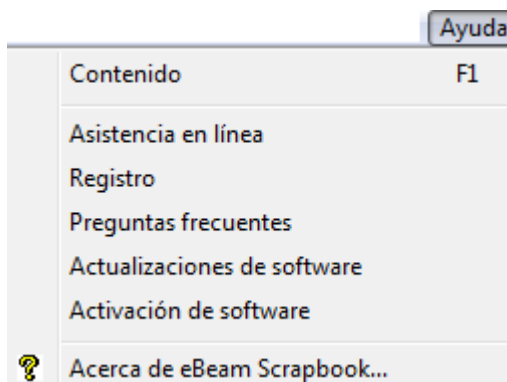 Ayuda
Contenido F1
Asistencia en línea
Registro
Preguntas frecuentes
Actualizaciones de software
Activación de software
Acerca de eBeam Scrapbook...